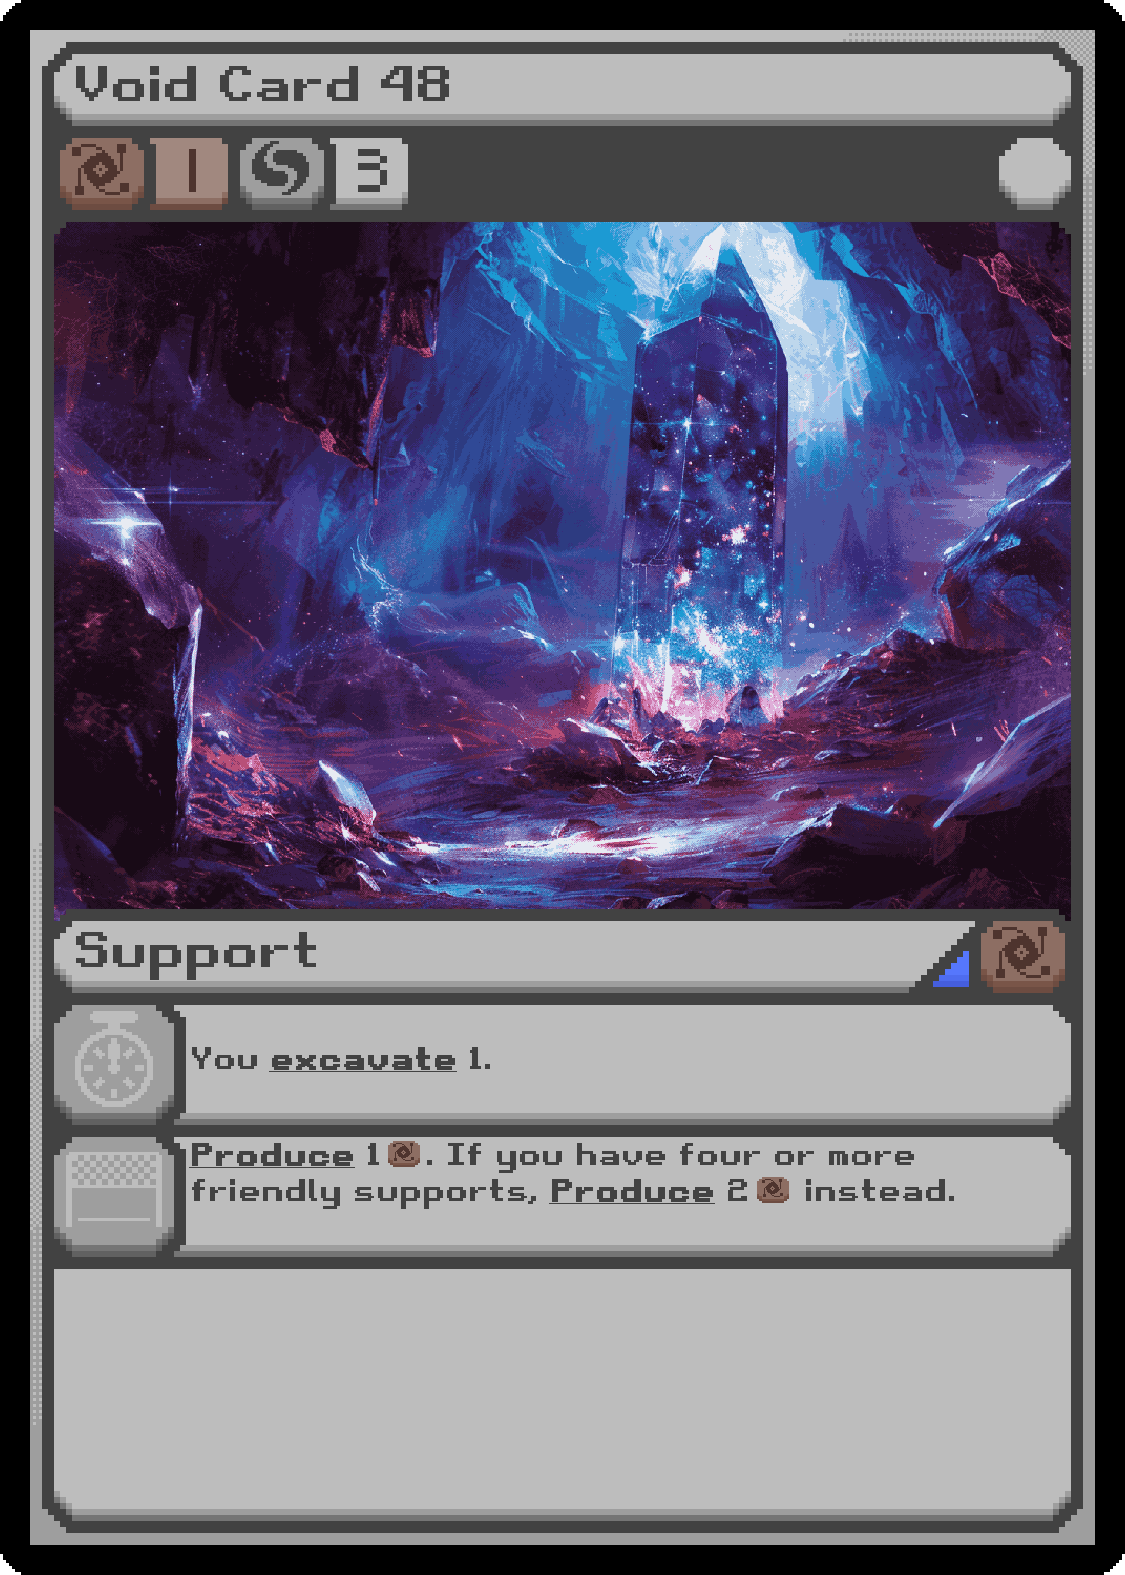 Void Card 48
1 3
Support
You excavate 1.
Produce 1 . If you have four or more
friendly supports, Produce 2 instead.